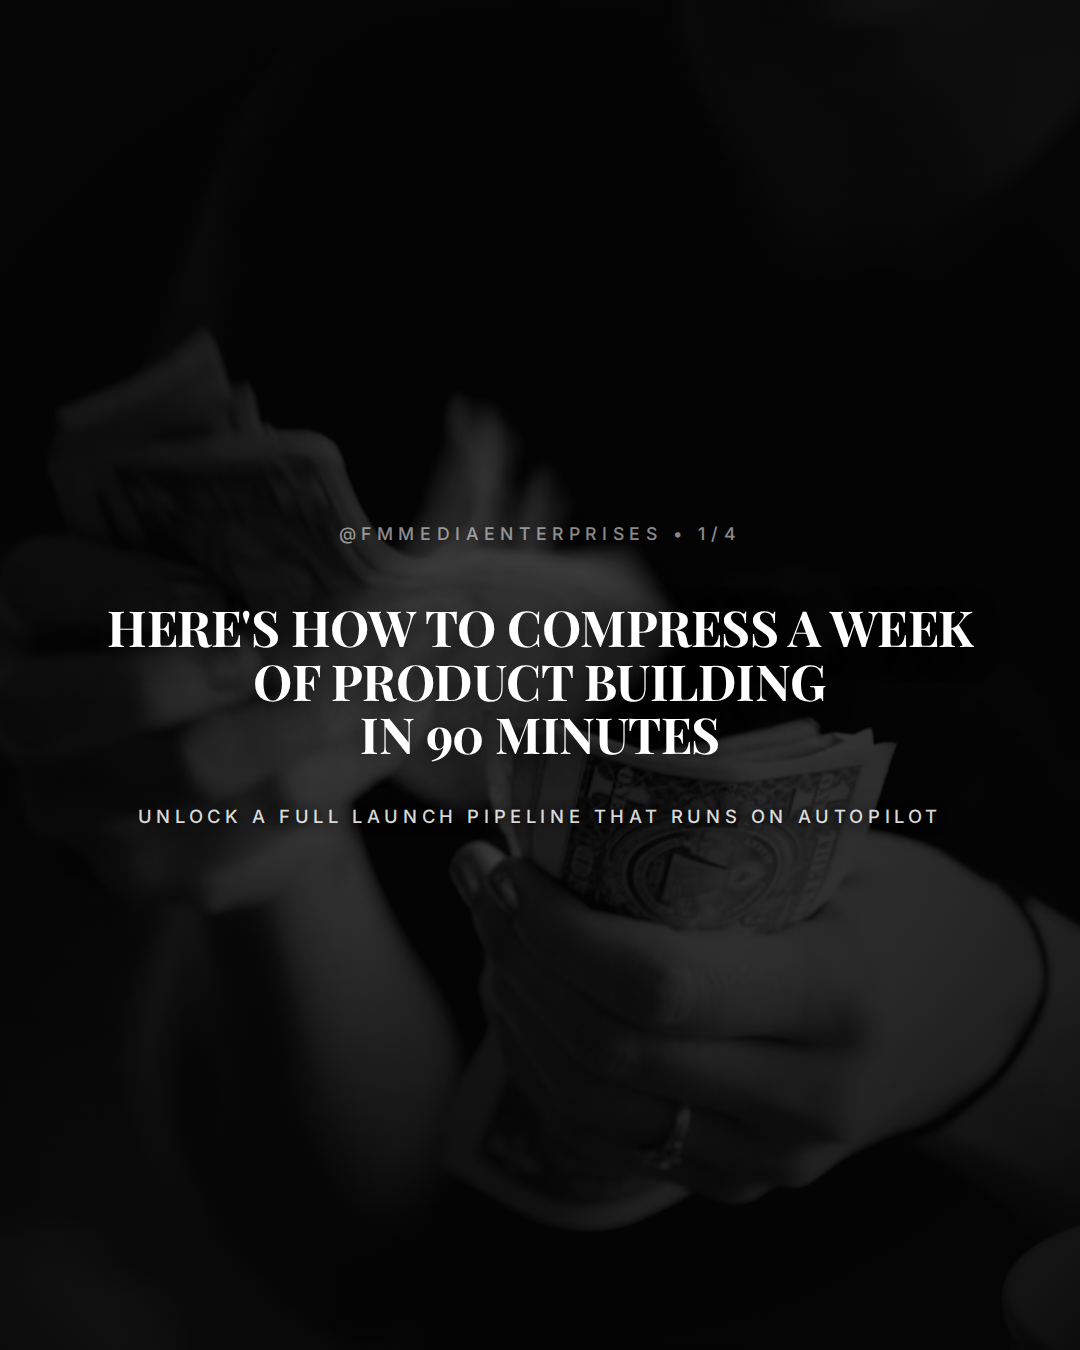 @FMMEDIAENTERPRISES • 1/4
HERE'S HOW TO COMPRESS A WEEK
OF PRODUCT BUILDING
IN 90 MINUTES
UNLOCK A FULL LAUNCH PIPELINE THAT RUNS ON AUTOPILOT